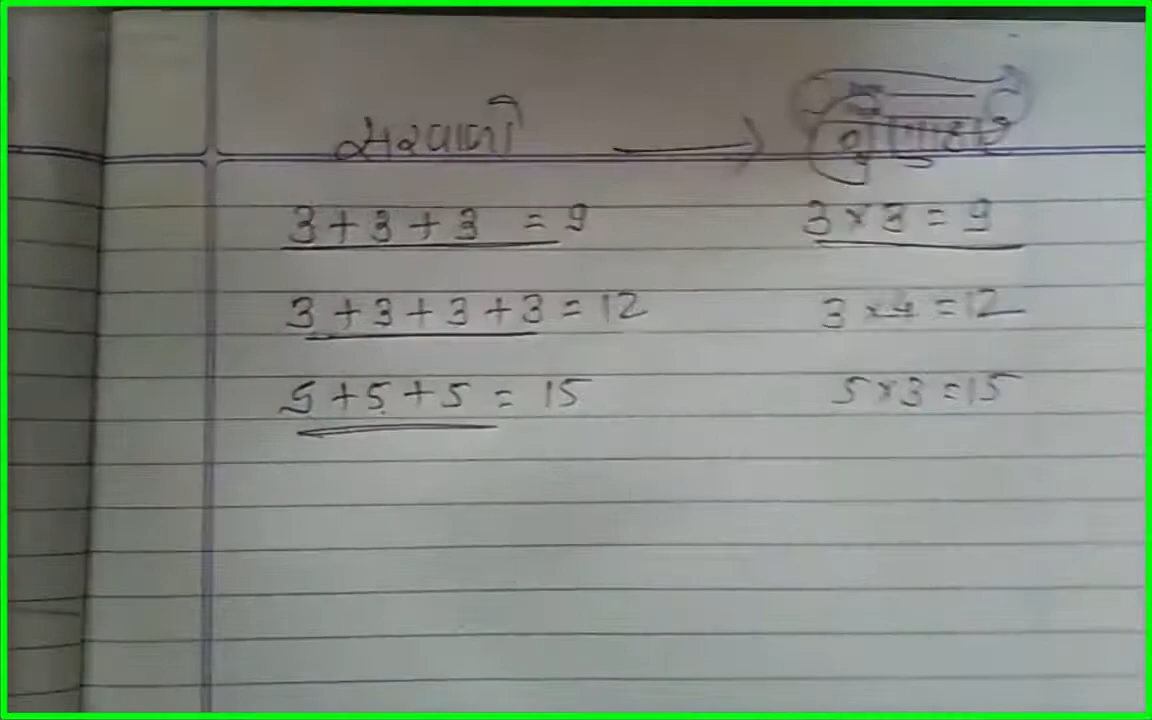 સરવાળો → ગુણાકાર
3 + 3 + 3 = 9 3 × 3 = 9
3 + 3 + 3 + 3 = 12 3 × 4 = 12
5 + 5 + 5 = 15 5 × 3 = 15